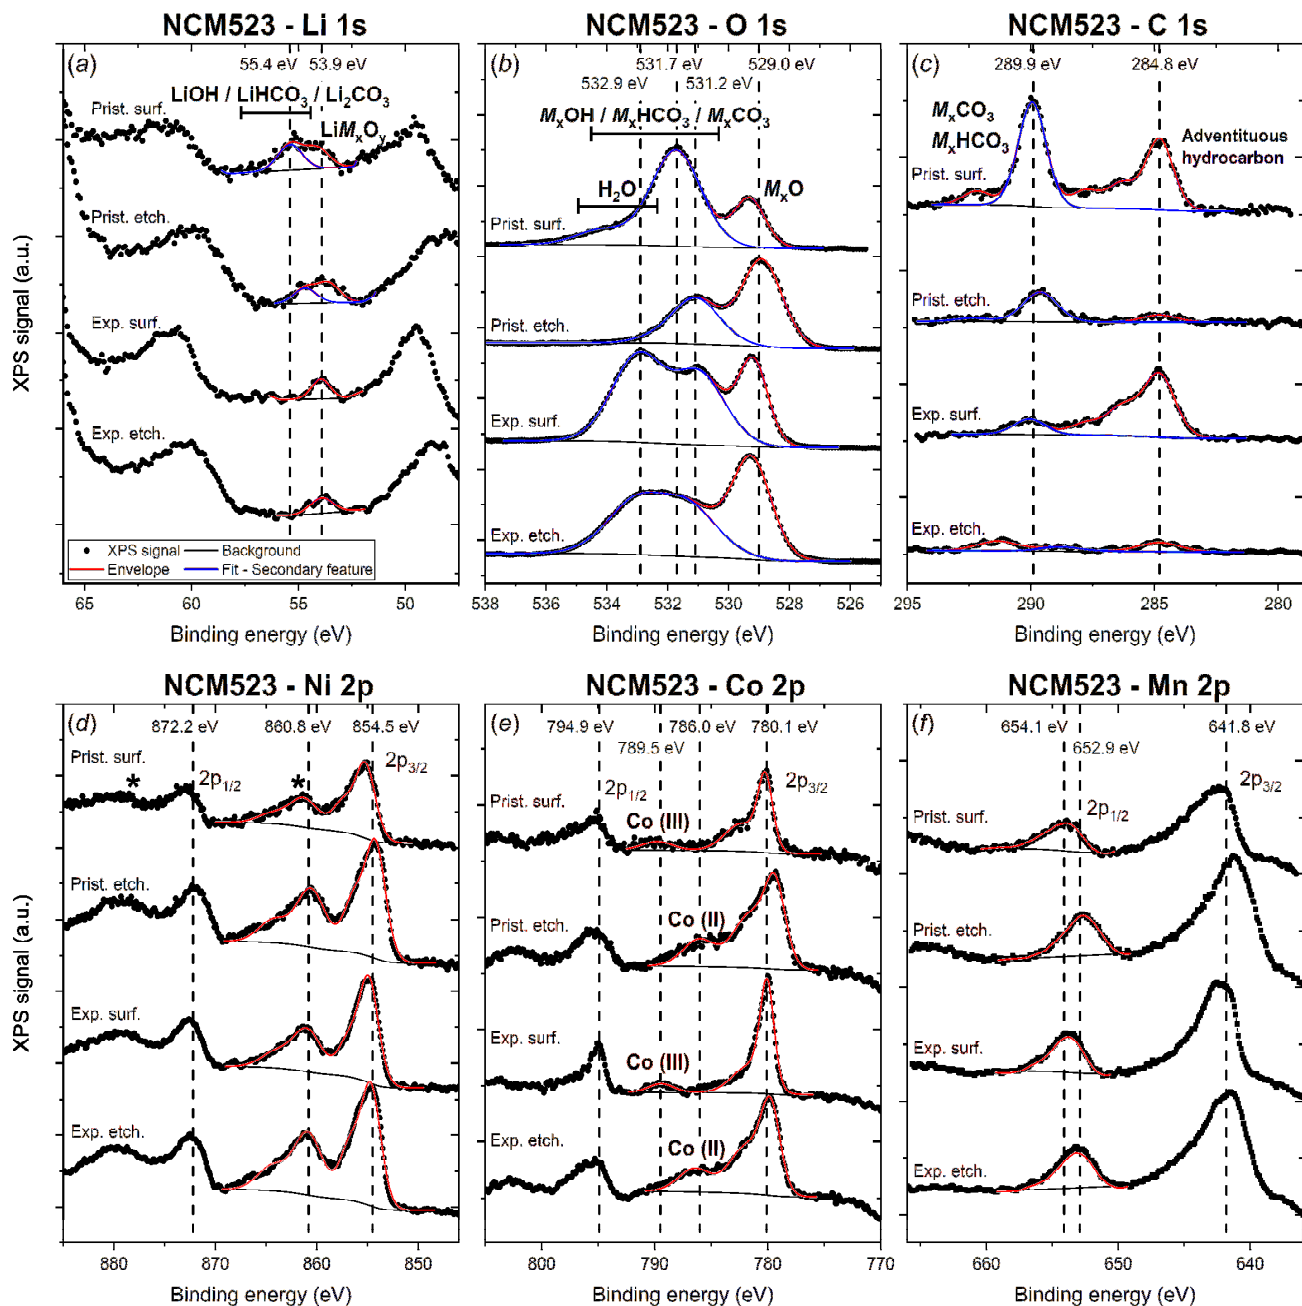 NCM523 - Li 1s
(a)
55.4 eV
53.9 eV
LiOH / LiHCO3 / Li2CO3
LiMxOy
Prist. surf.
Prist. etch.
Exp. surf.
Exp. etch.
XPS signal
Background
Envelope
Fit - Secondary feature
65
60
55
50
Binding energy (eV)
XPS signal (a.u.)
NCM523 - O 1s
(b)
531.7 eV
529.0 eV
532.9 eV
531.2 eV
MxOH / MxHCO3 / MxCO3
H2O
MxO
Prist. surf.
Prist. etch.
Exp. surf.
Exp. etch.
538
536
534
532
530
528
526
Binding energy (eV)
NCM523 - C 1s
(c)
289.9 eV
284.8 eV
MxCO3
MxHCO3
Adventituous
hydrocarbon
Prist. surf.
Prist. etch.
Exp. surf.
Exp. etch.
295
290
285
280
Binding energy (eV)
NCM523 - Ni 2p
(d)
872.2 eV
860.8 eV
854.5 eV
Prist. surf.
*
2p1/2
*
2p3/2
Prist. etch.
Exp. surf.
Exp. etch.
880
870
860
850
Binding energy (eV)
XPS signal (a.u.)
NCM523 - Co 2p
(e)
794.9 eV
786.0 eV
780.1 eV
789.5 eV
2p1/2
2p3/2
Prist. surf.
Co (III)
Prist. etch.
Co (II)
Exp. surf.
Co (III)
Exp. etch.
Co (II)
800
790
780
770
Binding energy (eV)
NCM523 - Mn 2p
(f)
654.1 eV
641.8 eV
652.9 eV
2p1/2
2p3/2
Prist. surf.
Prist. etch.
Exp. surf.
Exp. etch.
660
650
640
Binding energy (eV)